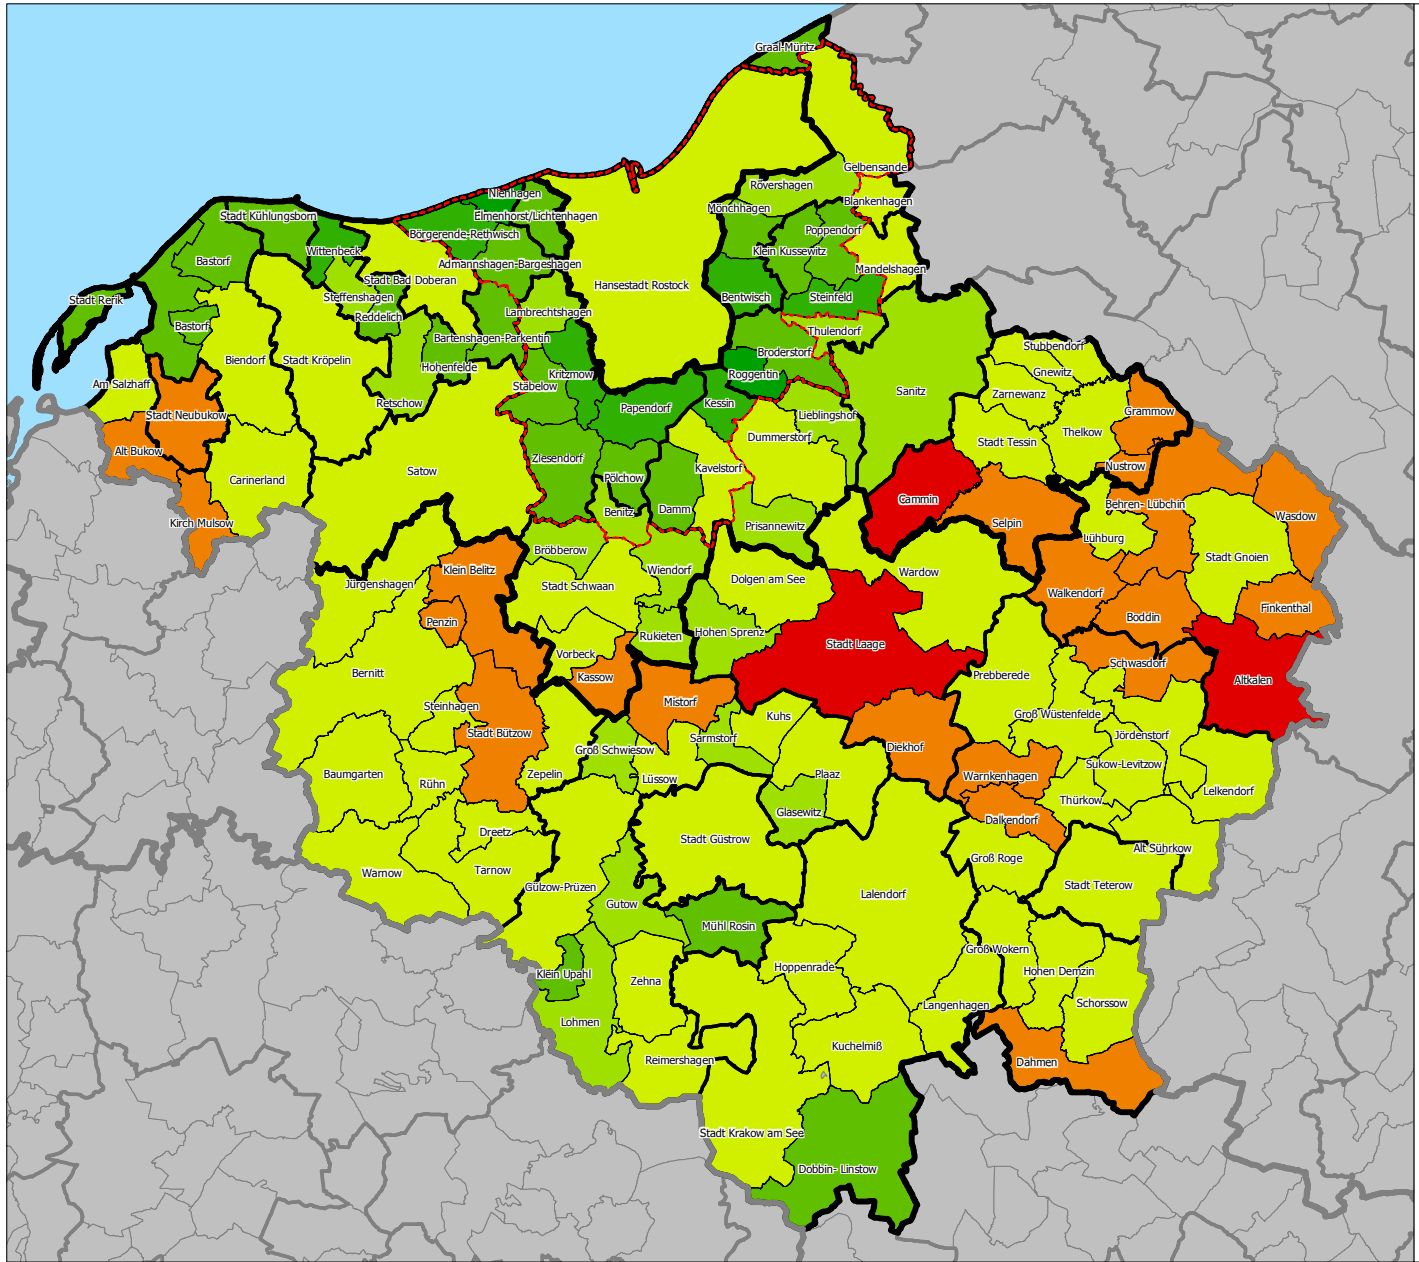 Graal-Müritz
Gelbensande
Rövershagen
Nienhagen
Blankenhagen
Mönchhagen
Stadt Kühlungsborn
Elmenhorst/Lichtenhagen
Poppendorf
Börgerende-Rethwisch
Wittenbeck
Klein Kussewitz
Bastorf
Admannshagen-Bargeshagen
Mandelshagen
Stadt Bad Doberan
Hansestadt Rostock
Steffenshagen
Bentwisch
Steinfeld
Stadt Rerik
Lambrechtshagen
Reddelich
Bastorf
Thulendorf
Bartenshagen-Parkentin
Stubbendorf
Broderstorf
Biendorf
Stadt Kröpelin
Hohenfelde
Kritzmow
Roggentin
Gnewitz
Am Salzhaff
Stäbelow
Sanitz
Zarnewanz
Retschow
Kessin
Papendorf
Grammow
Stadt Neubukow
Lieblingshof
Thelkow
Dummerstorf
Stadt Tessin
Alt Bukow
Ziesendorf
Kavelstorf
Nustrow
Satow
Carinerland
Pölchow
Cammin
Behren- Lübchin
Damm
Benitz
Wasdow
Kirch Mulsow
Selpin
Prisannewitz
Lühburg
Bröbberow
Stadt Gnoien
Klein Belitz
Wiendorf
Wardow
Jürgenshagen
Stadt Schwaan
Dolgen am See
Walkendorf
Finkenthal
Boddin
Penzin
Hohen Sprenz
Rukieten
Stadt Laage
Vorbeck
Schwasdorf
Bernitt
Kassow
Prebberede
Altkalen
Mistorf
Steinhagen
Groß Wüstenfelde
Kuhs
Stadt Bützow
Jördenstorf
Sarmstorf
Diekhof
Groß Schwiesow
Sukow-Levitzow
Baumgarten
Zepelin
Plaaz
Warnkenhagen
Lüssow
Rühn
Lelkendorf
Thürkow
Glasewitz
Dalkendorf
Dreetz
Stadt Güstrow
Alt Sührkow
Groß Roge
Warnow
Tarnow
Stadt Teterow
Gülzow-Prüzen
Lalendorf
Gutow
Mühl Rosin
Groß Wokern
Hoppenrade
Hohen Demzin
Klein Upahl
Zehna
Schorssow
Langenhagen
Lohmen
Kuchelmiß
Reimershagen
Dahmen
Stadt Krakow am See
Dobbin- Linstow